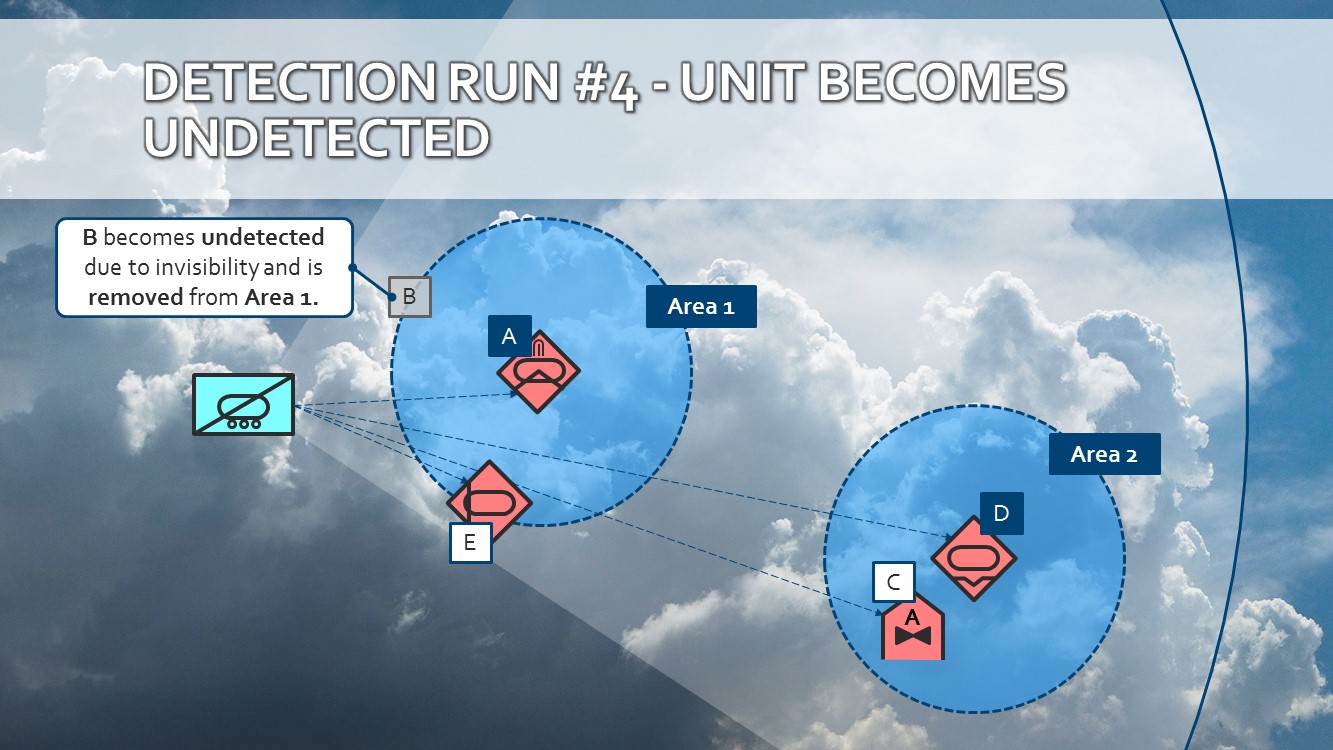 DETECTION RUN #4 - UNIT BECOMES
UNDETECTED
B becomes undetected
due to invisibility and is
removed from Area 1.
B
Area 1
A
Area 2
D
E
C
A